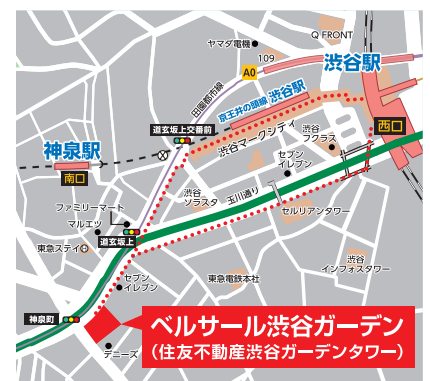 Q FRONT
ヤマダ電機
109
渋谷駅
A0
田園都市線
京王井の頭線 渋谷駅
道玄坂上交番前
渋谷マークシティ
渋谷
フクラス
西口
神泉駅
南口
セブン
イレブン
渋谷
ソラスタ
玉川通り
ファミリーマート
マルエツ
セルリアンタワー
道玄坂上
東急ステイ
渋谷
インフォスタワー
セブン
イレブン
東急電鉄本社
神泉町
デニーズ
ベルサール渋谷ガーデン
(住友不動産渋谷ガーデンタワー)